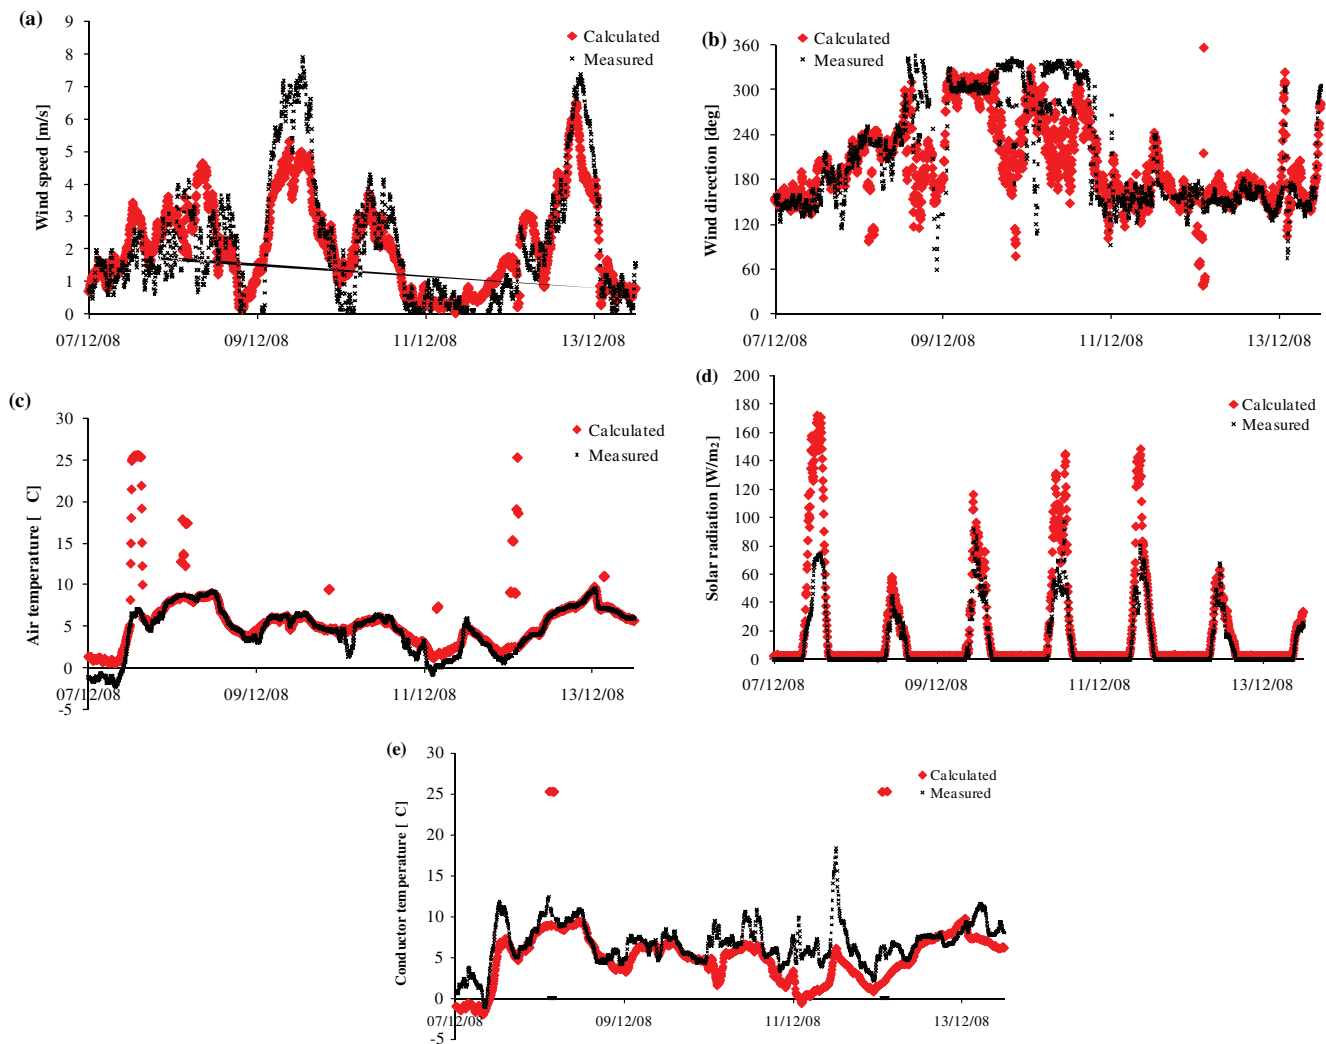 (a)
9
8
7
6
5
4
3
2
1
0
Wind speed [m/s]
Calculated
Measured
07/12/08 09/12/08 11/12/08 13/12/08
(b)
360
300
240
180
120
60
0
Wind direction [deg]
Calculated
Measured
07/12/08 09/12/08 11/12/08 13/12/08
(c)
30
25
20
15
10
5
0
-5
Air temperature [ C]
Calculated
Measured
07/12/08 09/12/08 11/12/08 13/12/08
(d)
200
180
160
140
120
100
80
60
40
20
0
Solar radiation [W/m2]
Calculated
Measured
07/12/08 09/12/08 11/12/08 13/12/08
(e)
30
25
20
15
10
5
0
-5
Conductor temperature [ C]
Calculated
Measured
07/12/08 09/12/08 11/12/08 13/12/08